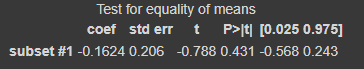 Test for equality of means
coef std err t P>|t| [0.025 0.975]
subset #1 -0.1624 0.206 -0.788 0.431 -0.568 0.243